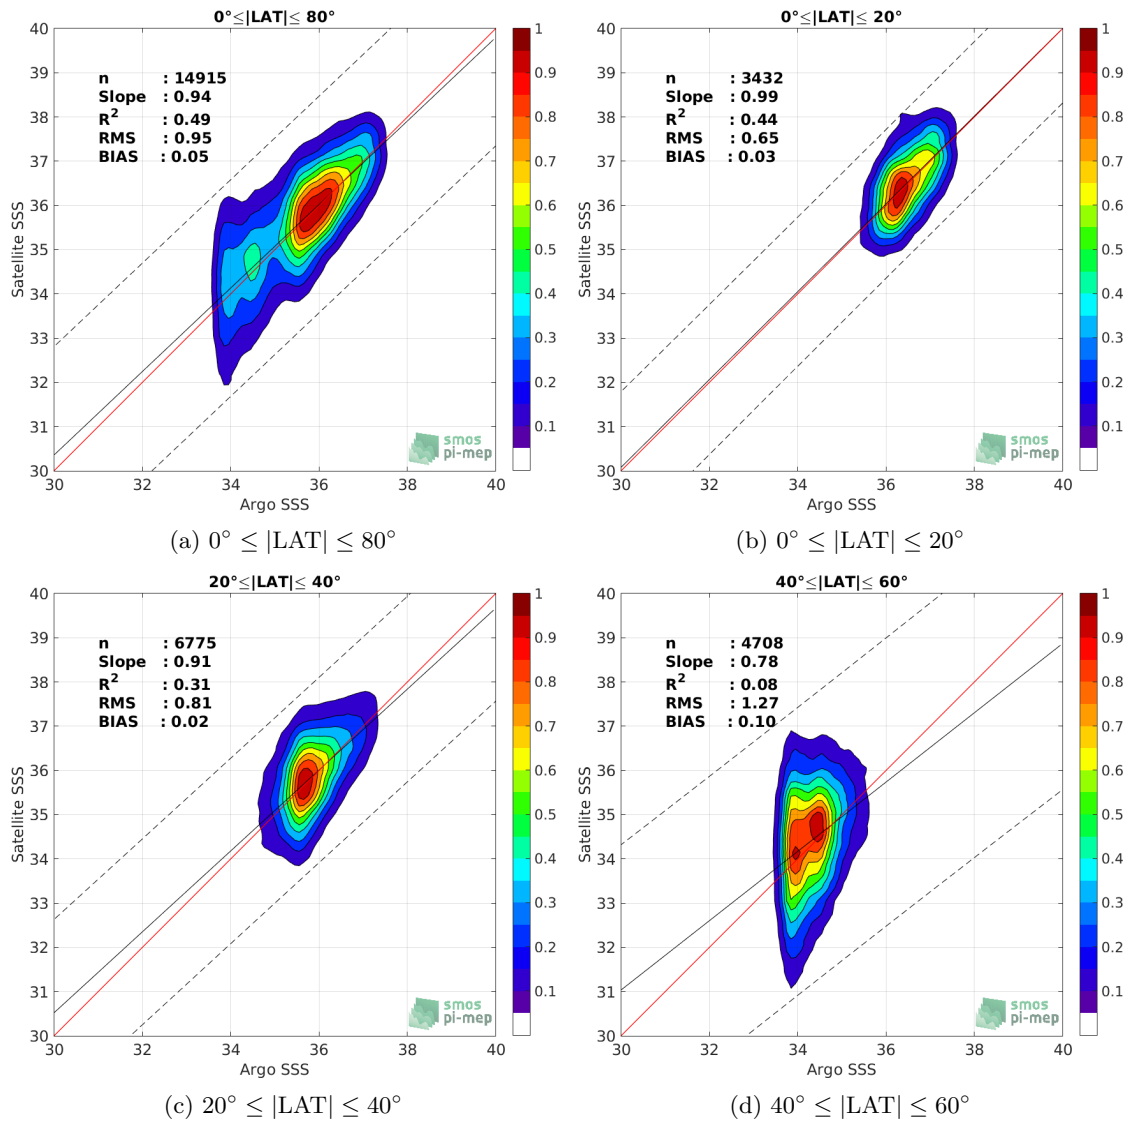 0°≤|LAT|≤ 80°
40
39
38
37
36
35
34
33
32
31
30
Satellite SSS
n : 14915
Slope : 0.94
R² : 0.49
RMS : 0.95
BIAS : 0.05
smos
pi-mep
30 32 34 36 38 40
Argo SSS
1
0.9
0.8
0.7
0.6
0.5
0.4
0.3
0.2
0.1
(a) 0° ≤ |LAT| ≤ 80°
0°≤|LAT|≤ 20°
40
39
38
37
36
35
34
33
32
31
30
Satellite SSS
n : 3432
Slope : 0.99
R² : 0.44
RMS : 0.65
BIAS : 0.03
smos
pi-mep
30 32 34 36 38 40
Argo SSS
1
0.9
0.8
0.7
0.6
0.5
0.4
0.3
0.2
0.1
(b) 0° ≤ |LAT| ≤ 20°
20°≤|LAT|≤ 40°
40
39
38
37
36
35
34
33
32
31
30
Satellite SSS
n : 6775
Slope : 0.91
R² : 0.31
RMS : 0.81
BIAS : 0.02
smos
pi-mep
30 32 34 36 38 40
Argo SSS
1
0.9
0.8
0.7
0.6
0.5
0.4
0.3
0.2
0.1
(c) 20° ≤ |LAT| ≤ 40°
40°≤|LAT|≤ 60°
40
39
38
37
36
35
34
33
32
31
30
Satellite SSS
n : 4708
Slope : 0.78
R² : 0.08
RMS : 1.27
BIAS : 0.10
smos
pi-mep
30 32 34 36 38 40
Argo SSS
1
0.9
0.8
0.7
0.6
0.5
0.4
0.3
0.2
0.1
(d) 40° ≤ |LAT| ≤ 60°